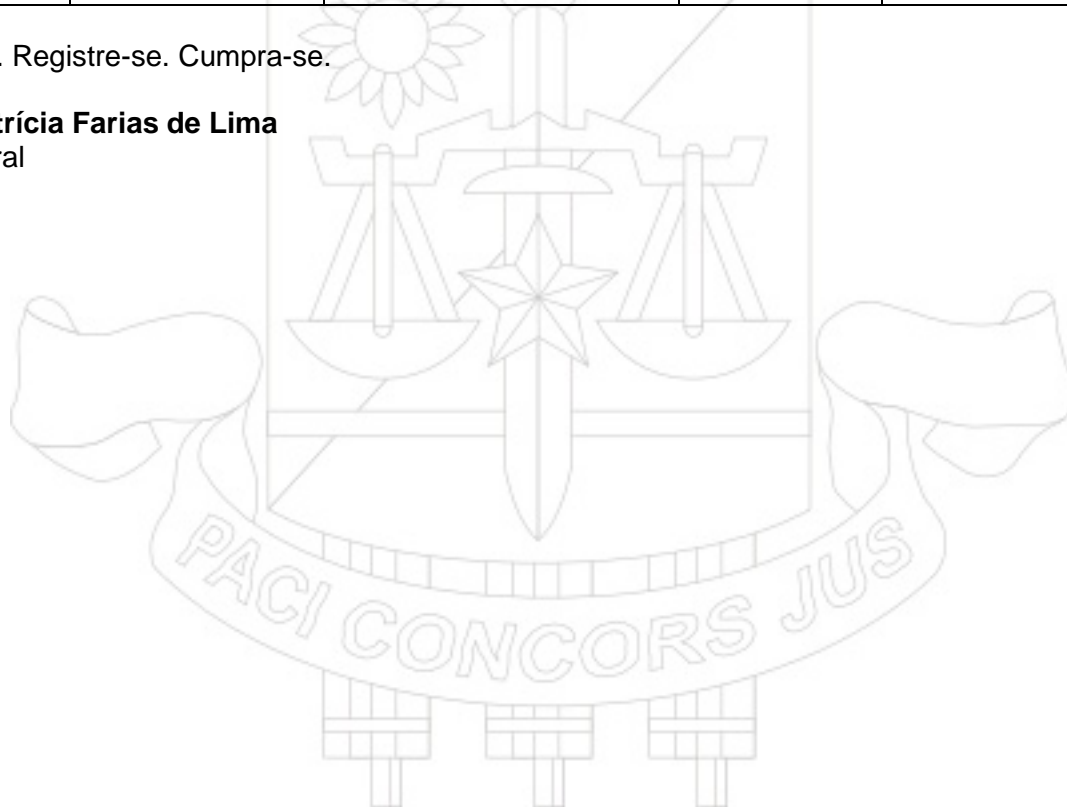 . Registre-se. Cumpra-se.
trícia Farias de Lima
ral
PACI CONCORS JUS